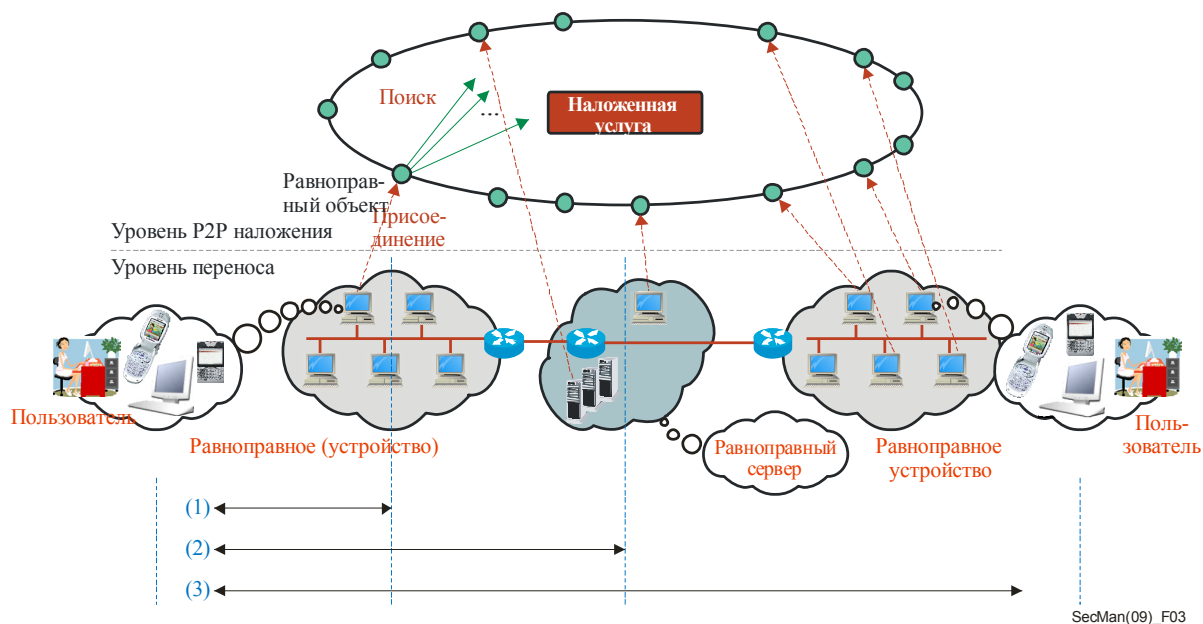 Поиск
...
Наложенная
услуга
Равноправ-
ный объект
Присое-
динение
Уровень P2P наложения
Уровень переноса
Пользователь
Равноправное (устройство)
Равноправный
сервер
Равноправное
устройство
Поль-
зователь
(1)
(2)
(3)
SecMan(09)_F03